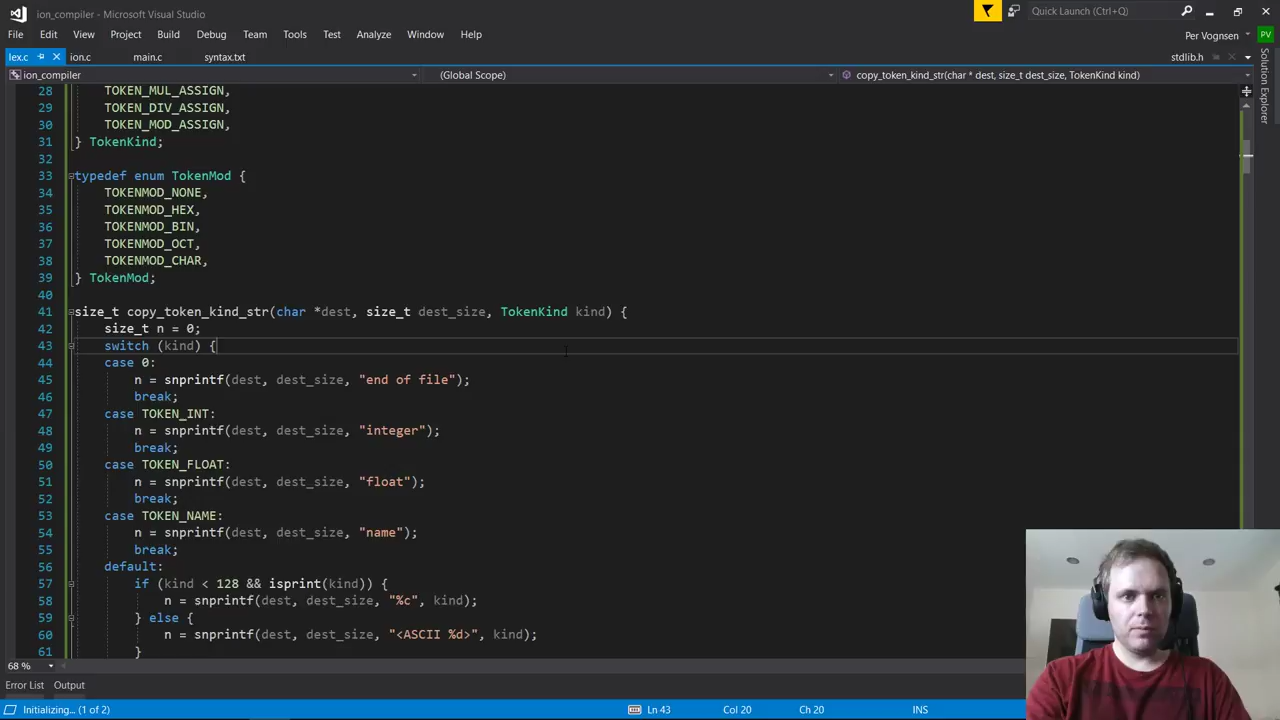 ion_compiler - Microsoft Visual Studio
Quick Launch (Ctrl+Q)
File Edit View Project Build Debug Team Tools Test Analyze Window Help
Per Vognsen PV
lex.c ion.c main.c syntax.txt stdlib.h
ion_compiler (Global Scope) copy_token_kind_str(char * dest, size_t dest_size, TokenKind kind)
Solution Explorer
28 TOKEN_MUL_ASSIGN,
29 TOKEN_DIV_ASSIGN,
30 TOKEN_MOD_ASSIGN,
31 } TokenKind;
32
33 typedef enum TokenMod {
34 TOKENMOD_NONE,
35 TOKENMOD_HEX,
36 TOKENMOD_BIN,
37 TOKENMOD_OCT,
38 TOKENMOD_CHAR,
39 } TokenMod;
40
41 size_t copy_token_kind_str(char *dest, size_t dest_size, TokenKind kind) {
42 size_t n = 0;
43 switch (kind) {
44 case 0:
45 n = snprintf(dest, dest_size, "end of file");
46 break;
47 case TOKEN_INT:
48 n = snprintf(dest, dest_size, "integer");
49 break;
50 case TOKEN_FLOAT:
51 n = snprintf(dest, dest_size, "float");
52 break;
53 case TOKEN_NAME:
54 n = snprintf(dest, dest_size, "name");
55 break;
56 default:
57 if (kind < 128 && isprint(kind)) {
58 n = snprintf(dest, dest_size, "%c", kind);
59 } else {
60 n = snprintf(dest, dest_size, "<ASCII %d>", kind);
61 }
68 %
Error List Output
Initializing... (1 of 2) Ln 43 Col 20 Ch 20 INS